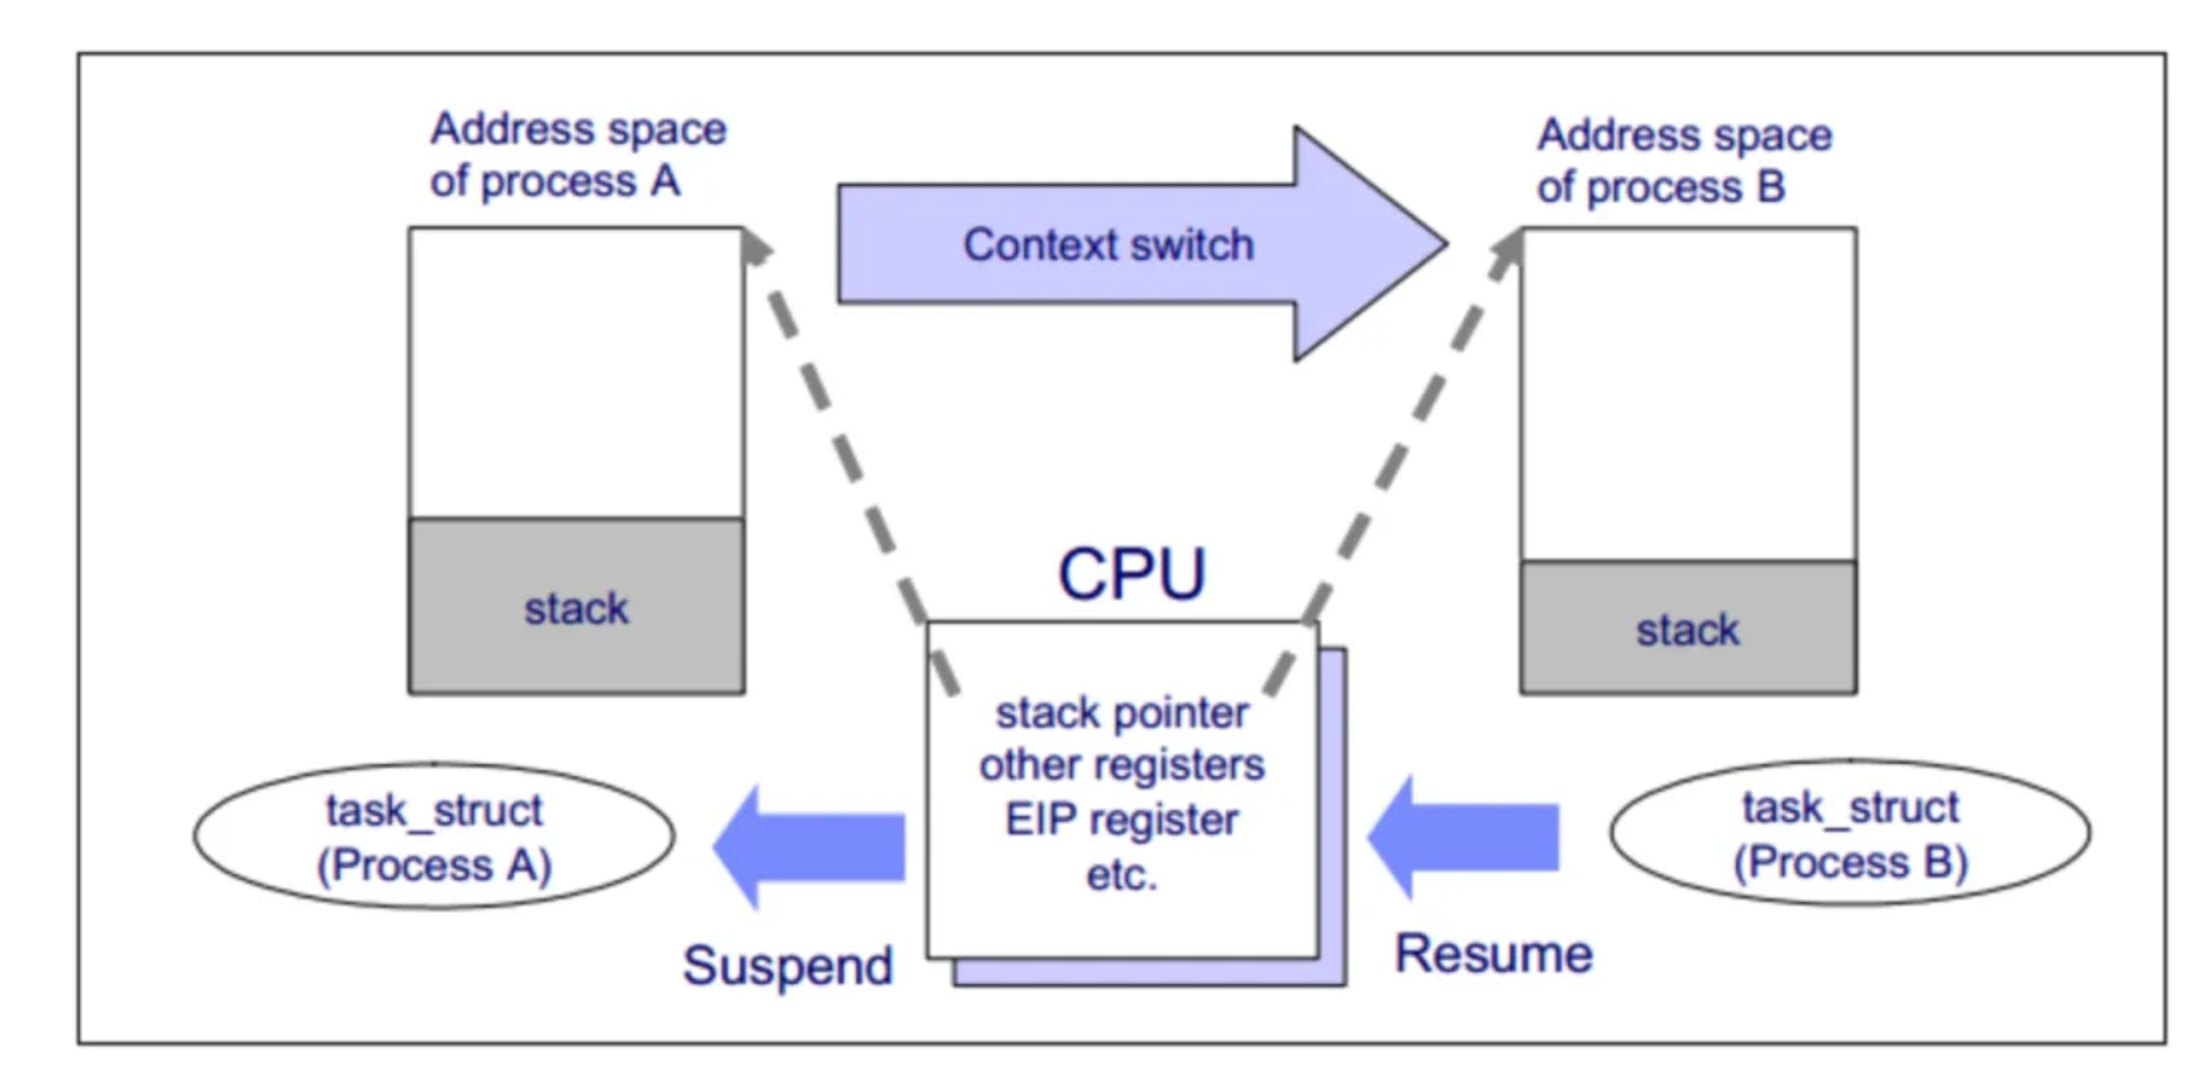 Address space
of process A
Context switch
Address space
of process B
stack
CPU
stack
stack pointer
other registers
EIP register
etc.
task_struct
(Process A)
Suspend
task_struct
(Process B)
Resume